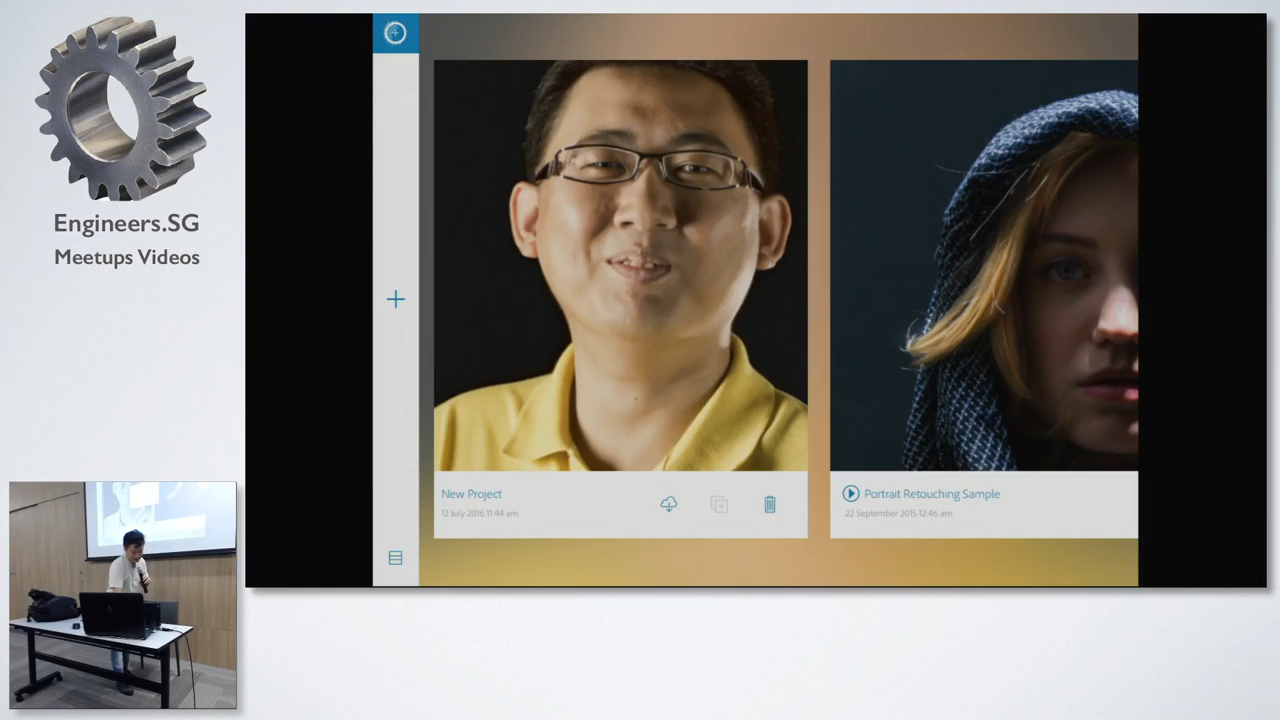 Engineers.SG
Meetups Videos
New Project
12 July 2016 11:44 am
Portrait Retouching Sample
22 September 2015 12:46 am